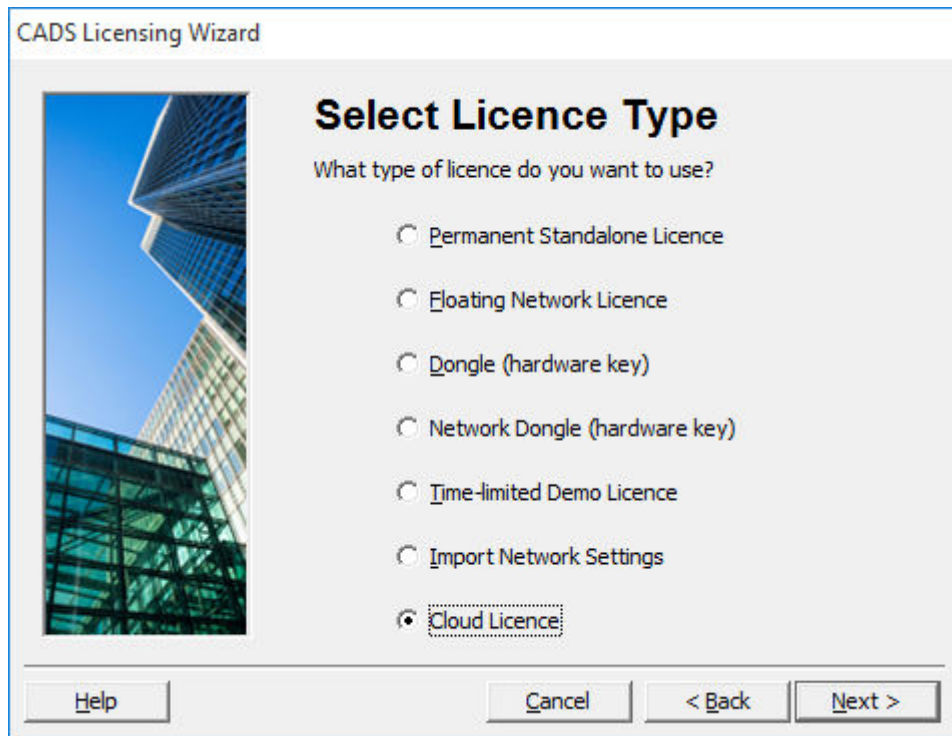 CADS Licensing Wizard
Select Licence Type
What type of licence do you want to use?
Permanent Standalone Licence
Floating Network Licence
Dongle (hardware key)
Network Dongle (hardware key)
Time-limited Demo Licence
Import Network Settings
Cloud Licence
Help
Cancel
< Back
Next >